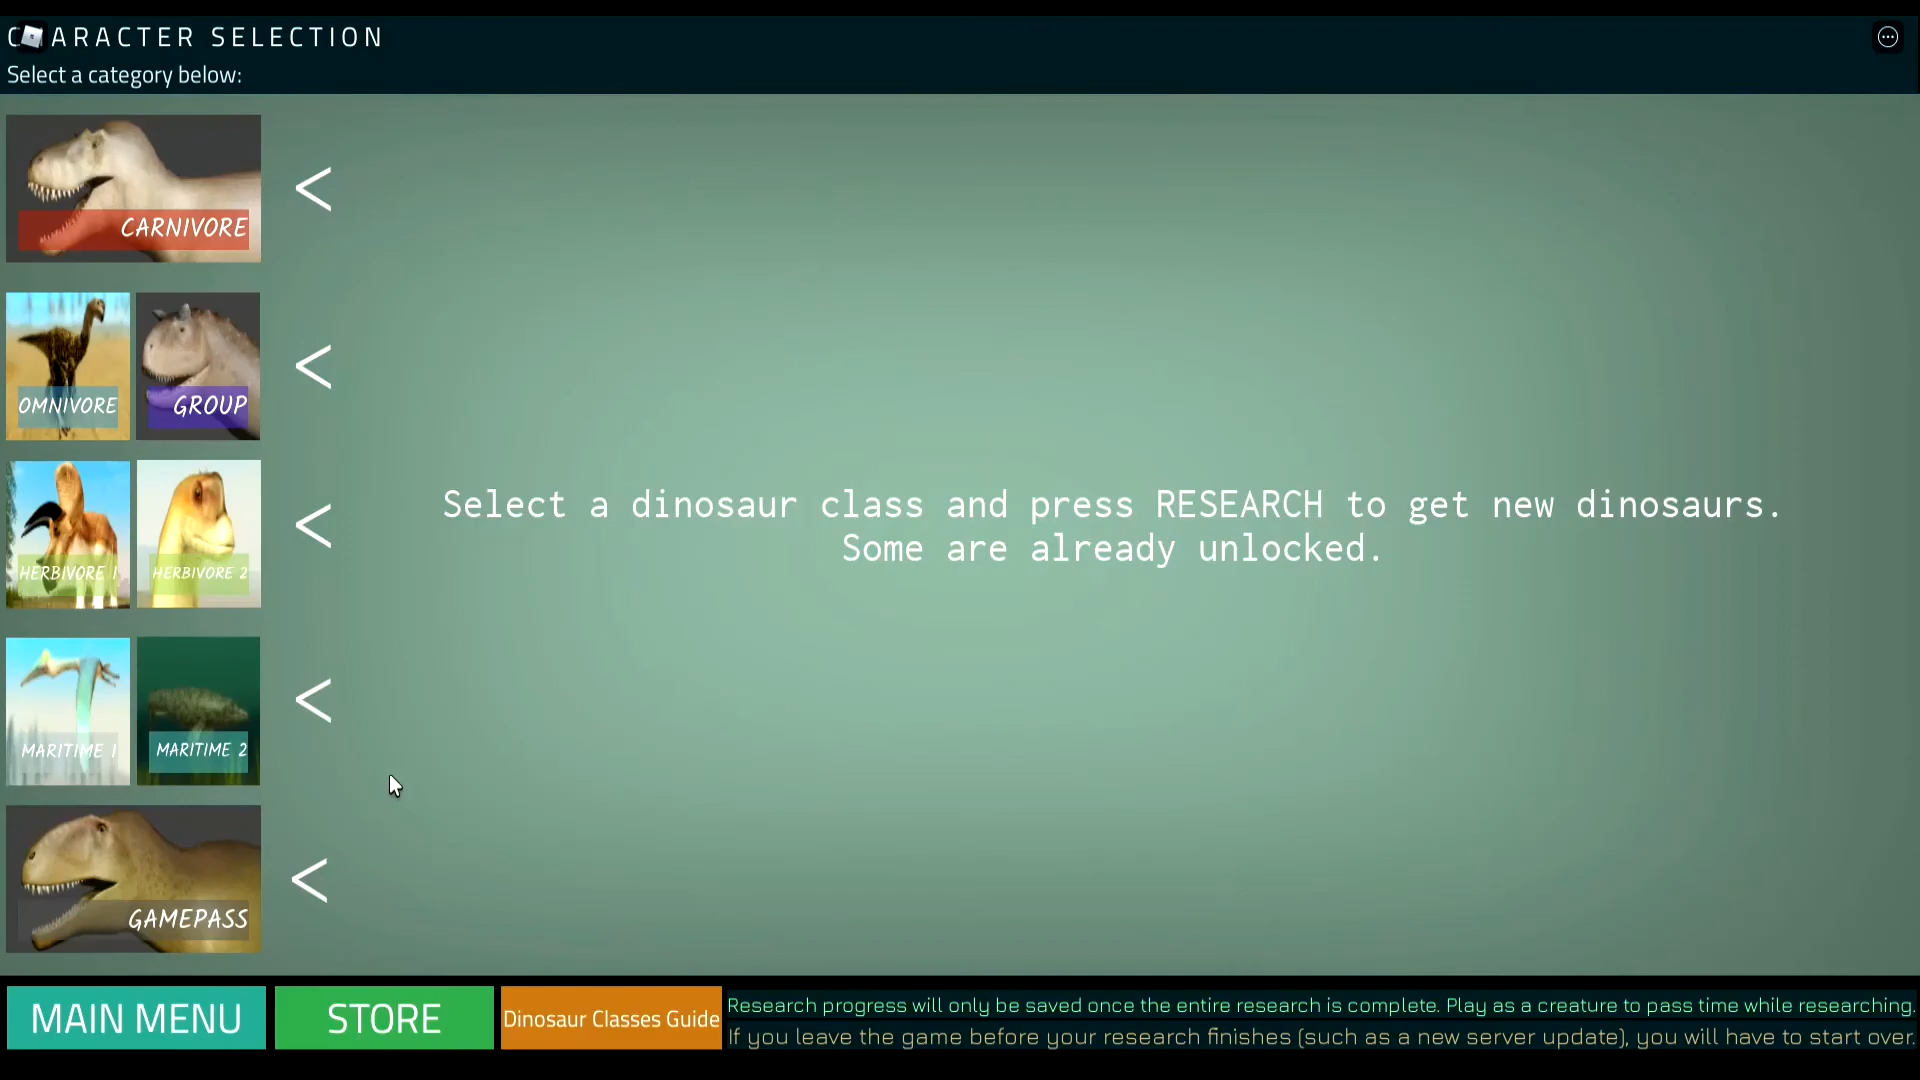 C ARACTER SELECTION
Select a category below:
CARNIVORE
<
OMNIVORE
GROUP
<
HERBIVORE 1
HERBIVORE 2
<
Select a dinosaur class and press RESEARCH to get new dinosaurs.
Some are already unlocked.
MARITIME 1
MARITIME 2
<
GAMEPASS
<
MAIN MENU
STORE
Dinosaur Classes Guide
Research progress will only be saved once the entire research is complete. Play as a creature to pass time while researching.
If you leave the game before your research finishes (such as a new server update), you will have to start over.